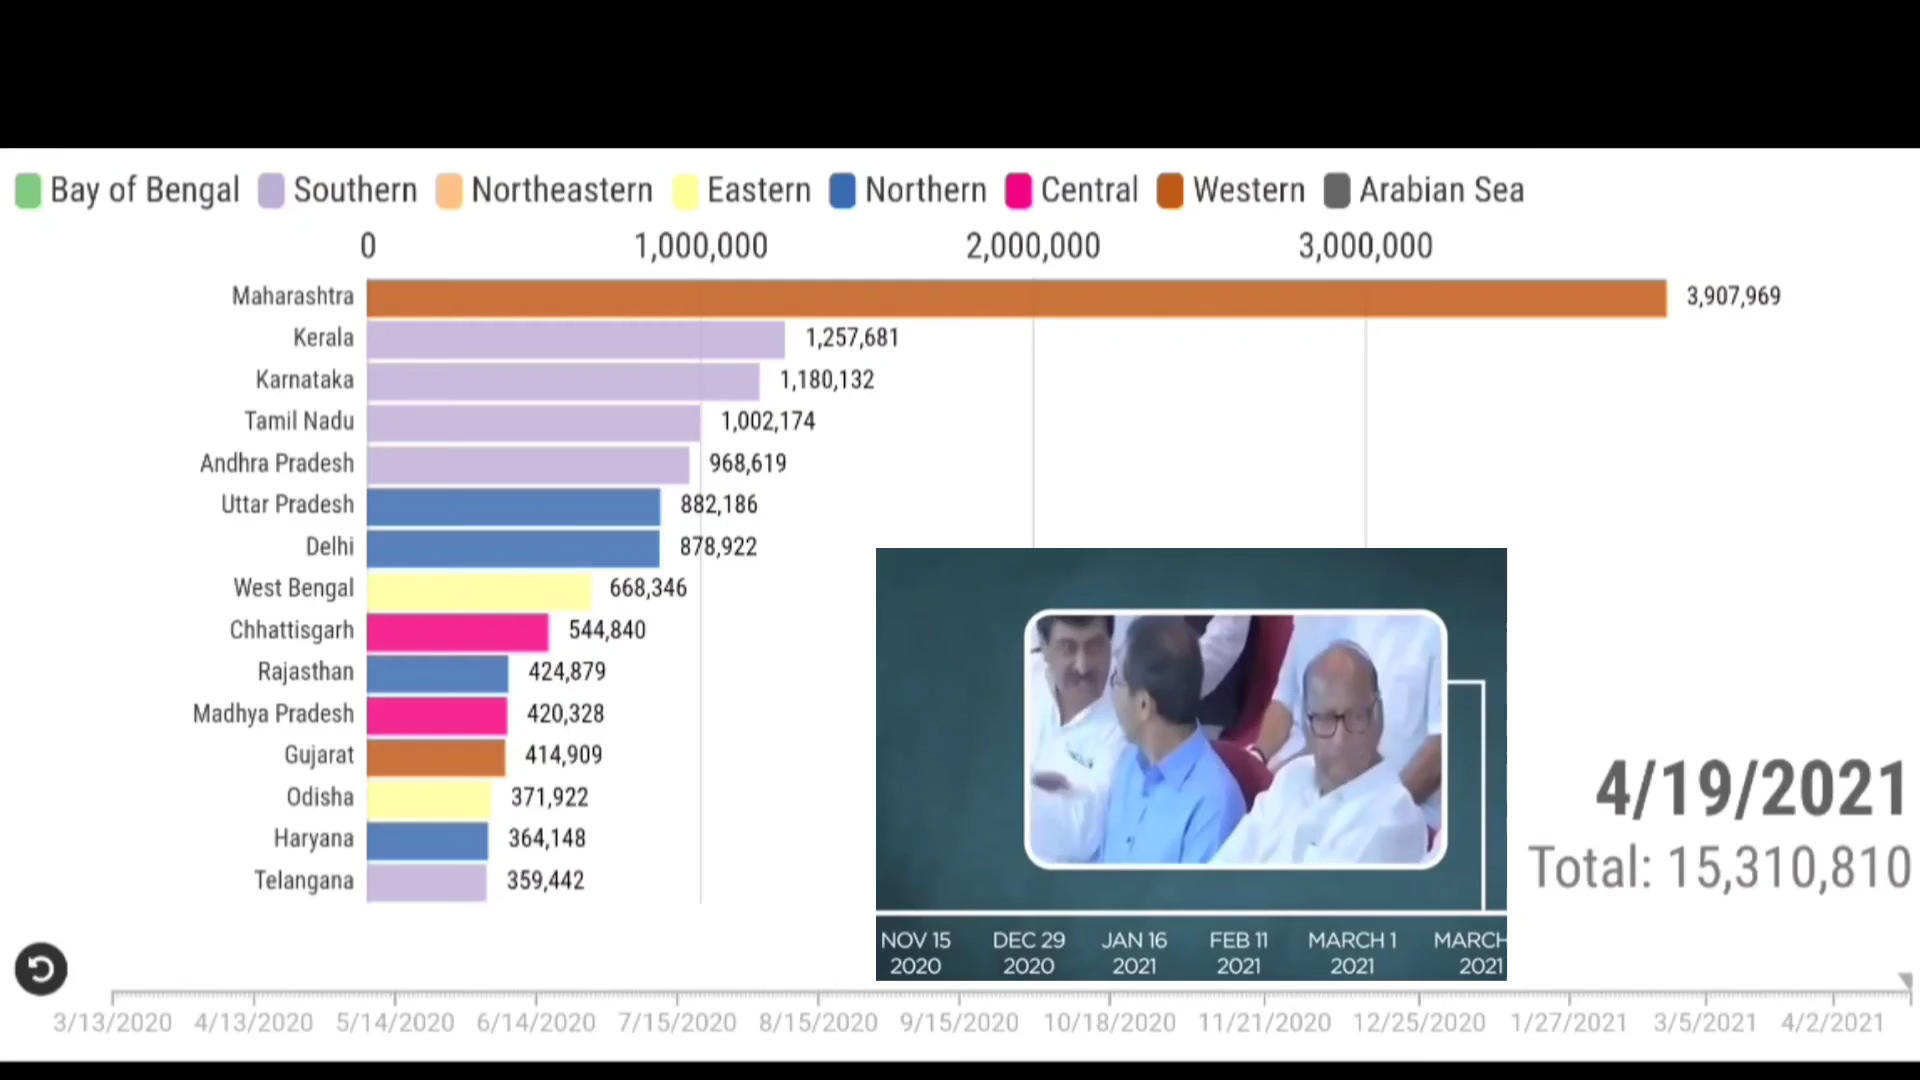 Bay of Bengal Southern Northeastern Eastern Northern Central Western Arabian Sea
0 1,000,000 2,000,000 3,000,000
Maharashtra 3,907,969
Kerala 1,257,681
Karnataka 1,180,132
Tamil Nadu 1,002,174
Andhra Pradesh 968,619
Uttar Pradesh 882,186
Delhi 878,922
West Bengal 668,346
Chhattisgarh 544,840
Rajasthan 424,879
Madhya Pradesh 420,328
Gujarat 414,909
Odisha 371,922
Haryana 364,148
Telangana 359,442
4/19/2021
Total: 15,310,810
NOV 15 DEC 29 JAN 16 FEB 11 MARCH 1 MARCH
2020 2020 2021 2021 2021 2021
3/13/2020 4/13/2020 5/14/2020 6/14/2020 7/15/2020 8/15/2020 9/15/2020 10/18/2020 11/21/2020 12/25/2020 1/27/2021 3/5/2021 4/2/2021